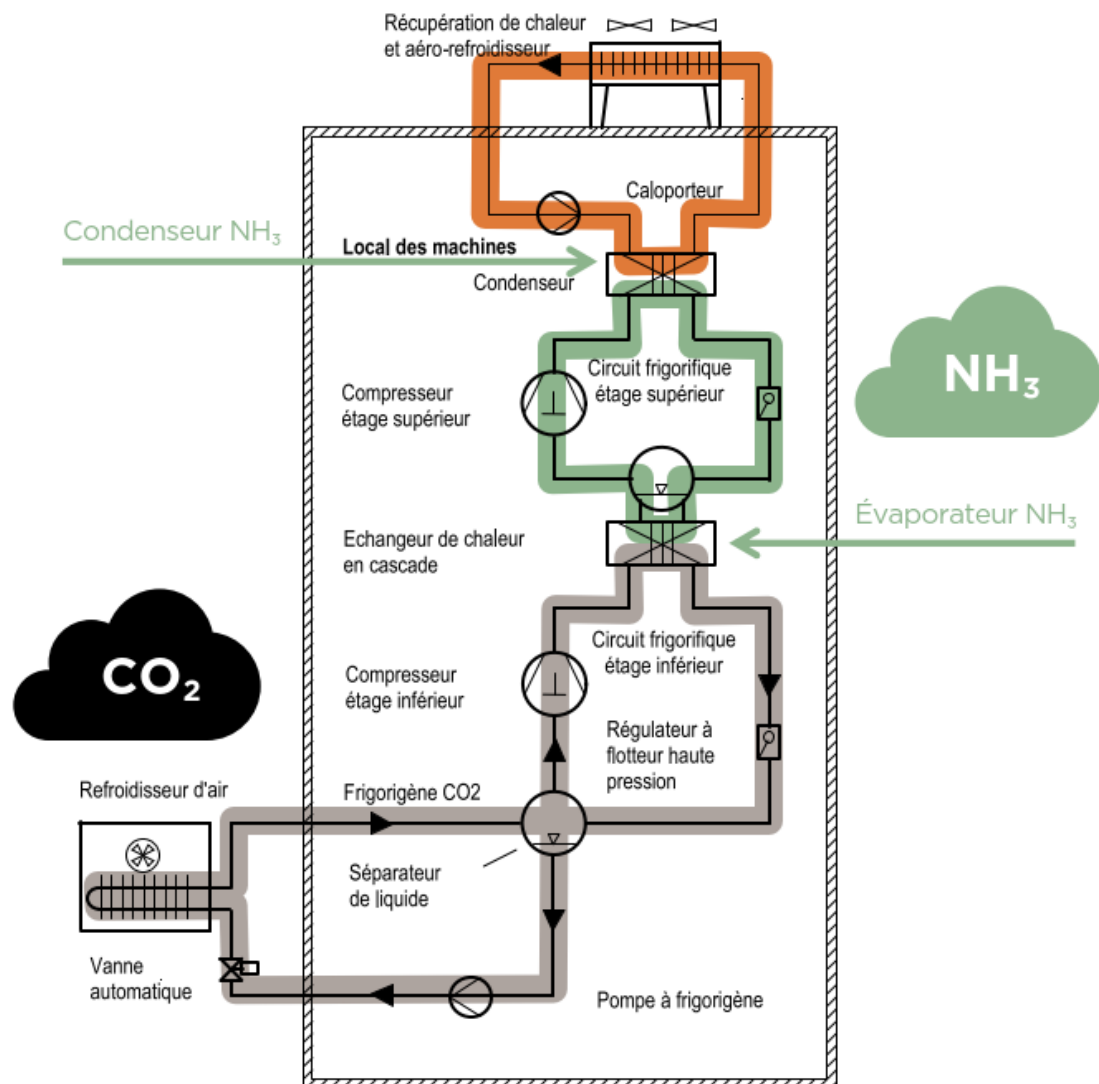 Récupération de chaleur
et aéro-refroidisseur
Caloporteur
Condenseur NH₃
Local des machines
Condenseur
NH₃
Compresseur
étage supérieur
Circuit frigorifique
étage supérieur
Évaporateur NH₃
Echangeur de chaleur
en cascade
CO₂
Circuit frigorifique
étage inférieur
Compresseur
étage inférieur
Régulateur à
flotteur haute
pression
Refroidisseur d'air
Frigorigène CO2
Séparateur
de liquide
Vanne
automatique
Pompe à frigorigène